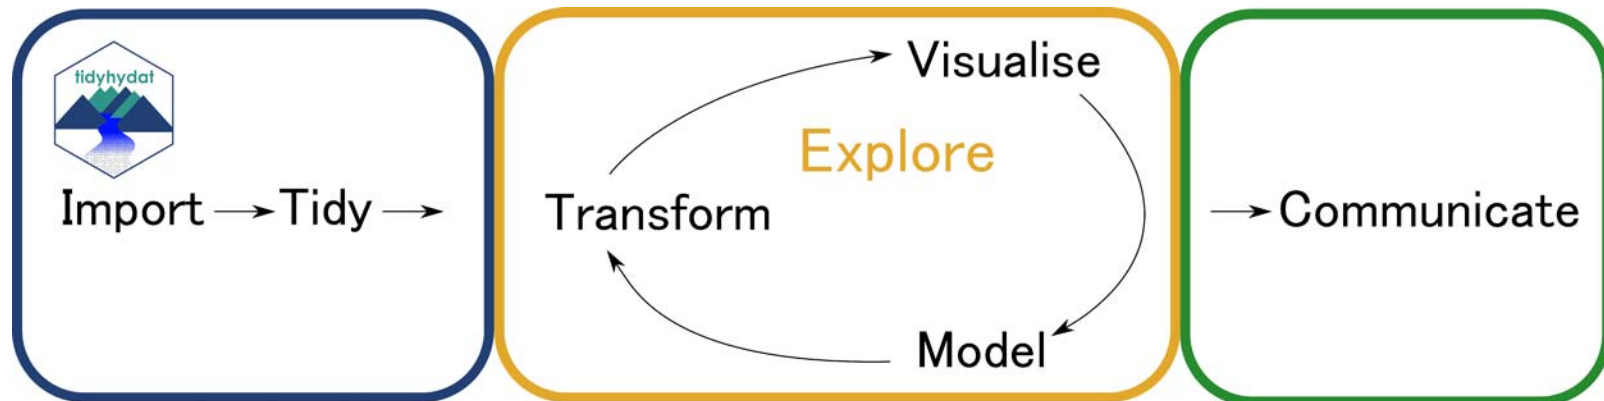 tidyhydat
Import
Tidy
Visualise
Explore
Transform
Model
Communicate